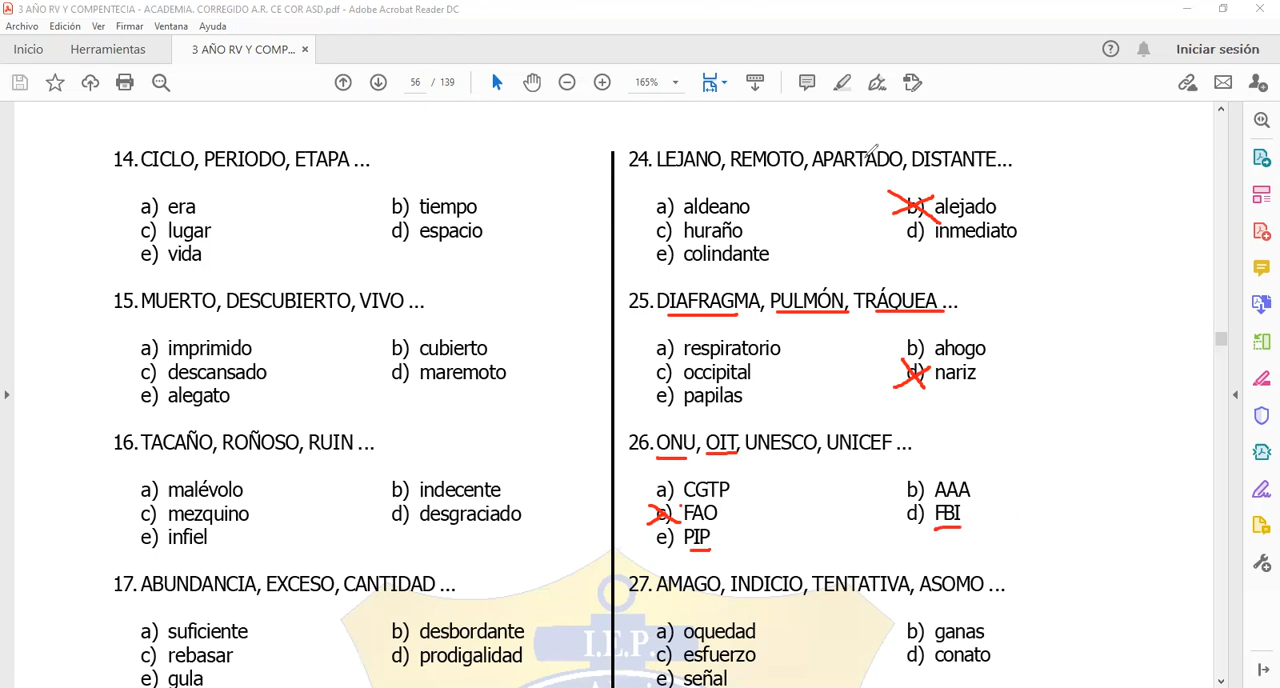 3 AÑO RV Y COMPENTECIA - ACADEMIA. CORREGIDO A.R. CE COR ASD.pdf - Adobe Acrobat Reader DC
Archivo Edición Ver Firmar Ventana Ayuda
Inicio Herramientas 3 AÑO RV Y COMP... × Iniciar sesión
56 / 139 165%
14. CICLO, PERIODO, ETAPA ...
a) era b) tiempo
c) lugar d) espacio
e) vida
15. MUERTO, DESCUBIERTO, VIVO ...
a) imprimido b) cubierto
c) descansado d) maremoto
e) alegato
16. TACAÑO, ROÑOSO, RUIN ...
a) malévolo b) indecente
c) mezquino d) desgraciado
e) infiel
17. ABUNDANCIA, EXCESO, CANTIDAD ...
a) suficiente b) desbordante
c) rebasar d) prodigalidad
e) gula
24. LEJANO, REMOTO, APARTADO, DISTANTE...
a) aldeano b) alejado
c) huraño d) inmediato
e) colindante
25. DIAFRAGMA, PULMÓN, TRÁQUEA ...
a) respiratorio b) ahogo
c) occipital d) nariz
e) papilas
26. ONU, OIT, UNESCO, UNICEF ...
a) CGTP b) AAA
c) FAO d) FBI
e) PIP
27. AMAGO, INDICIO, TENTATIVA, ASOMO ...
a) oquedad b) ganas
c) esfuerzo d) conato
e) señal
I.E.P.